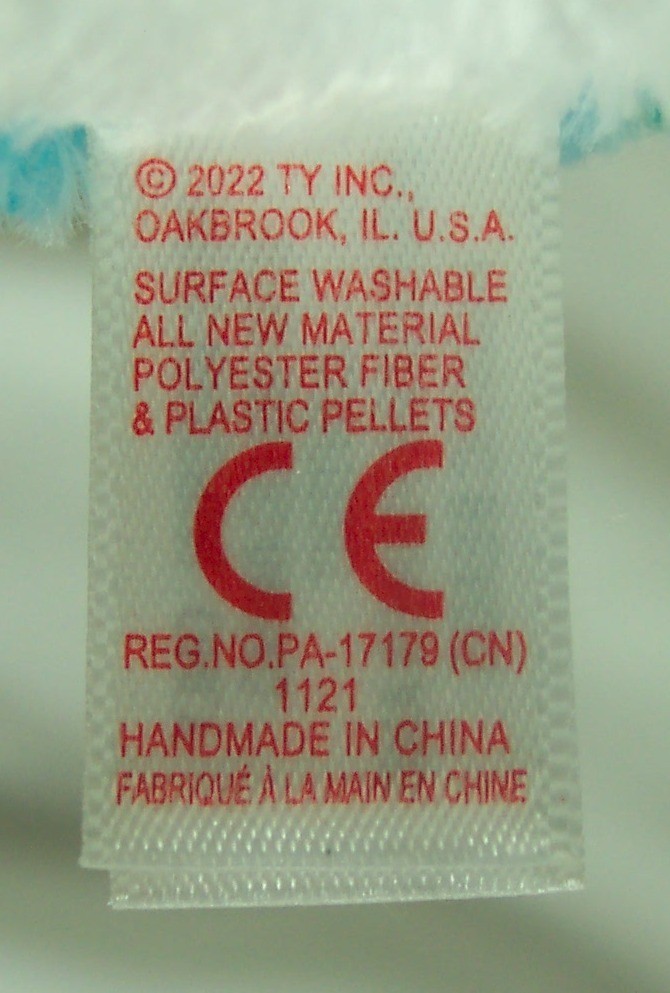 © 2022 TY INC.,
OAKBROOK, IL. U.S.A.
SURFACE WASHABLE
ALL NEW MATERIAL
POLYESTER FIBER
& PLASTIC PELLETS
CE
REG.NO.PA-17179 (CN)
1121
HANDMADE IN CHINA
FABRIQUÉ À LA MAIN EN CHINE